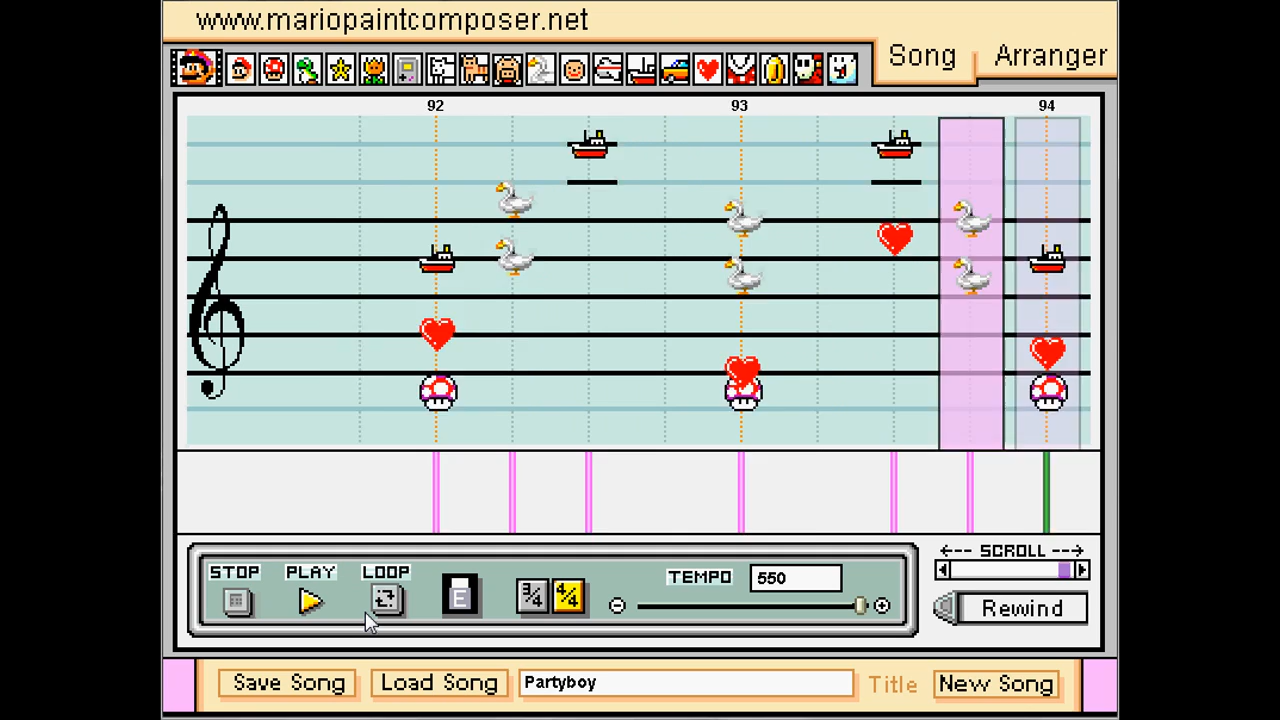 www.mariopaintcomposer.net
Song Arranger
92 93 94
STOP PLAY LOOP
E
3/4 4/4
TEMPO 550
<--- SCROLL --->
Rewind
Save Song Load Song Partyboy Title New Song